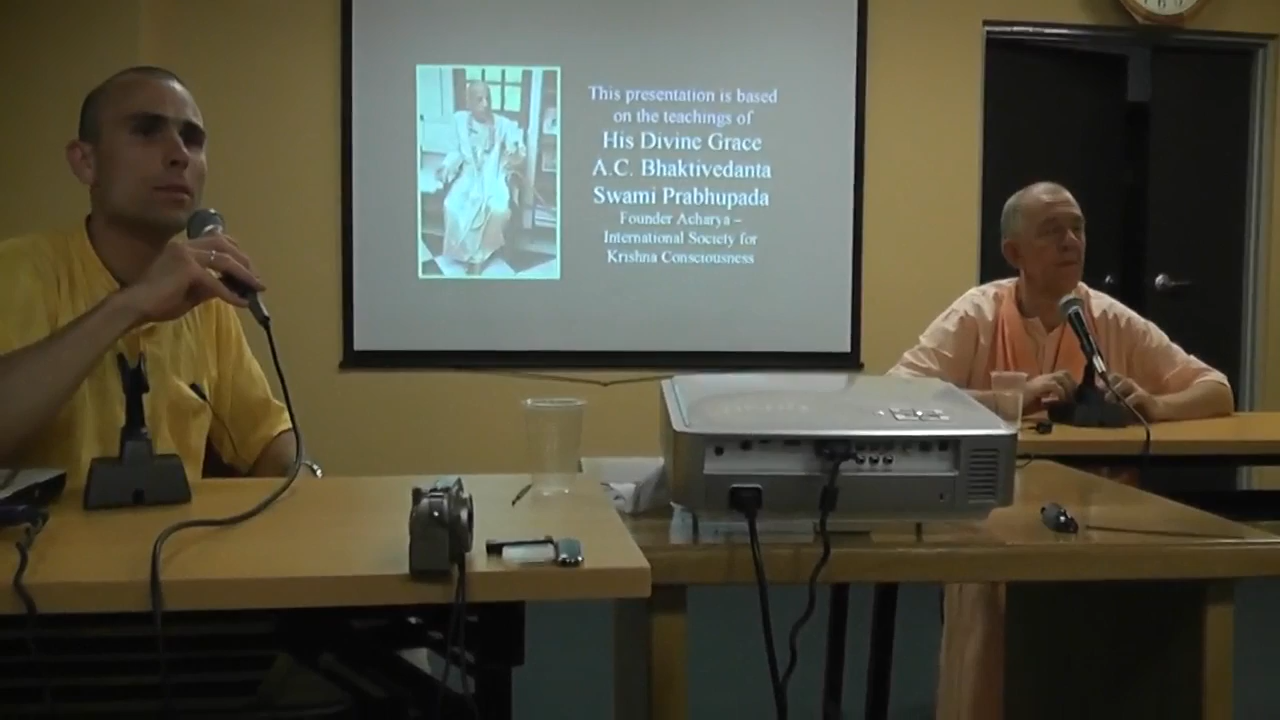 This presentation is based
on the teachings of
His Divine Grace
A.C. Bhaktivedanta
Swami Prabhupada
Founder Acharya –
International Society for
Krishna Consciousness